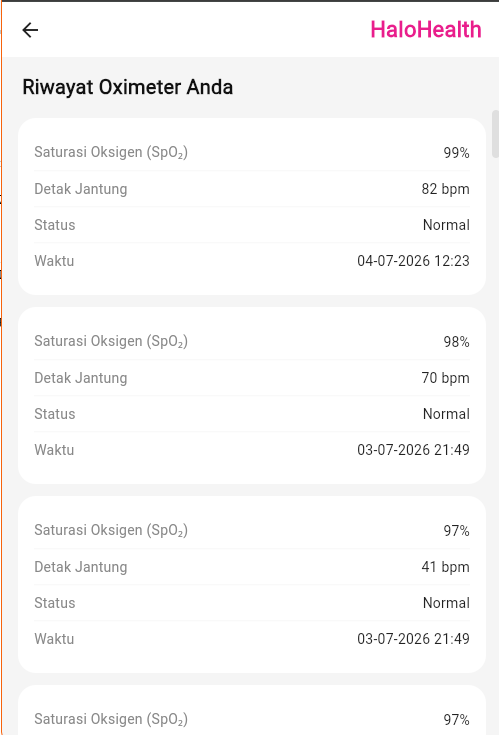 HaloHealth
Riwayat Oximeter Anda
Saturasi Oksigen (SpO₂) 99%
Detak Jantung 82 bpm
Status Normal
Waktu 04-07-2026 12:23
Saturasi Oksigen (SpO₂) 98%
Detak Jantung 70 bpm
Status Normal
Waktu 03-07-2026 21:49
Saturasi Oksigen (SpO₂) 97%
Detak Jantung 41 bpm
Status Normal
Waktu 03-07-2026 21:49
Saturasi Oksigen (SpO₂) 97%